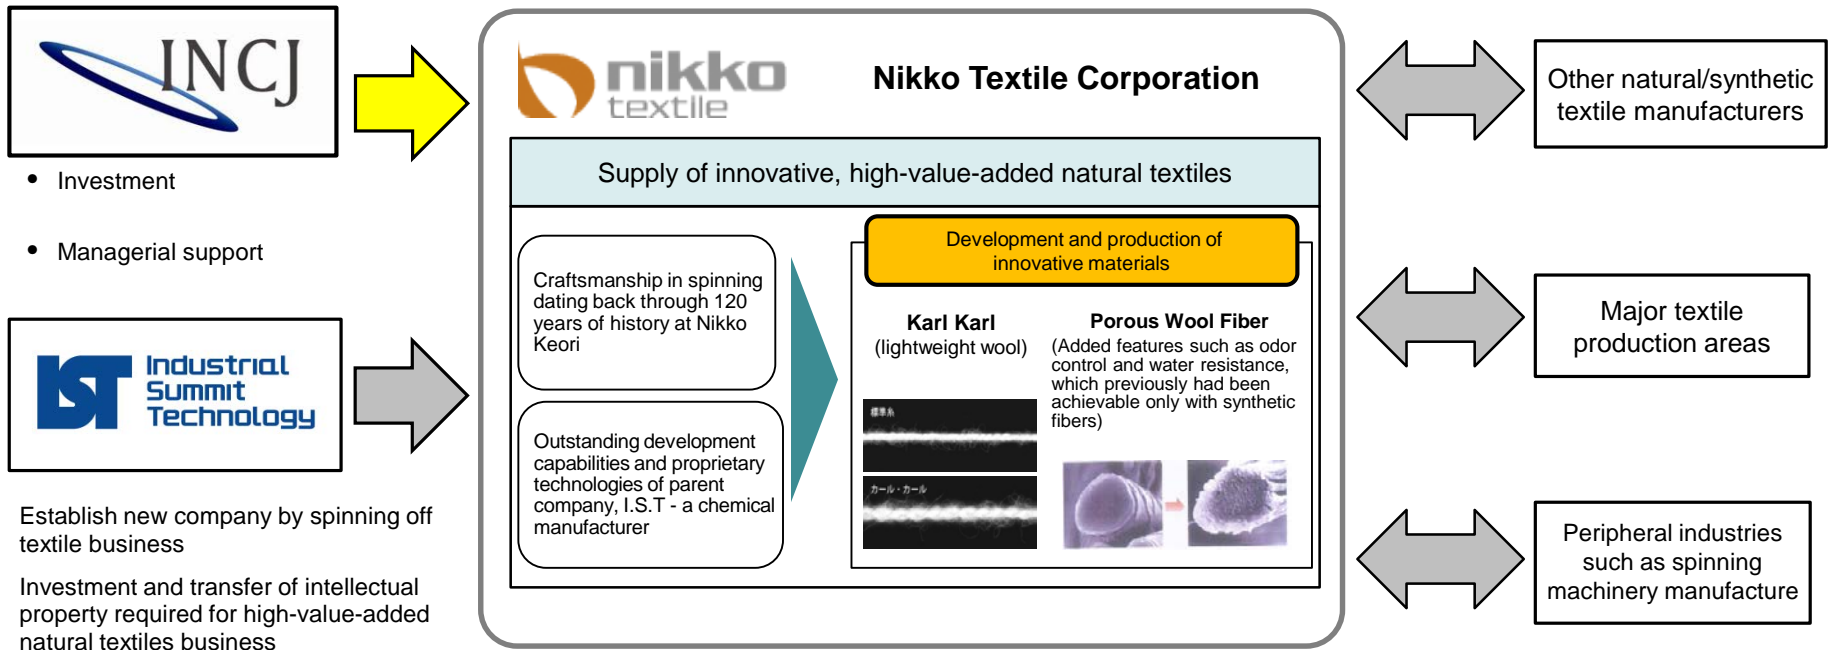 INCJ
• Investment
• Managerial support
IST Industrial
Summit
Technology
Establish new company by spinning off
textile business
Investment and transfer of intellectual
property required for high-value-added
natural textiles business
nikko
textile
Nikko Textile Corporation
Supply of innovative, high-value-added natural textiles
Craftsmanship in spinning
dating back through 120
years of history at Nikko
Keori
Outstanding development
capabilities and proprietary
technologies of parent
company, I.S.T - a chemical
manufacturer
Development and production of
innovative materials
Karl Karl
(lightweight wool)
標準糸
カール・カール
Porous Wool Fiber
(Added features such as odor
control and water resistance,
which previously had been
achievable only with synthetic
fibers)
Other natural/synthetic
textile manufacturers
Major textile
production areas
Peripheral industries
such as spinning
machinery manufacture